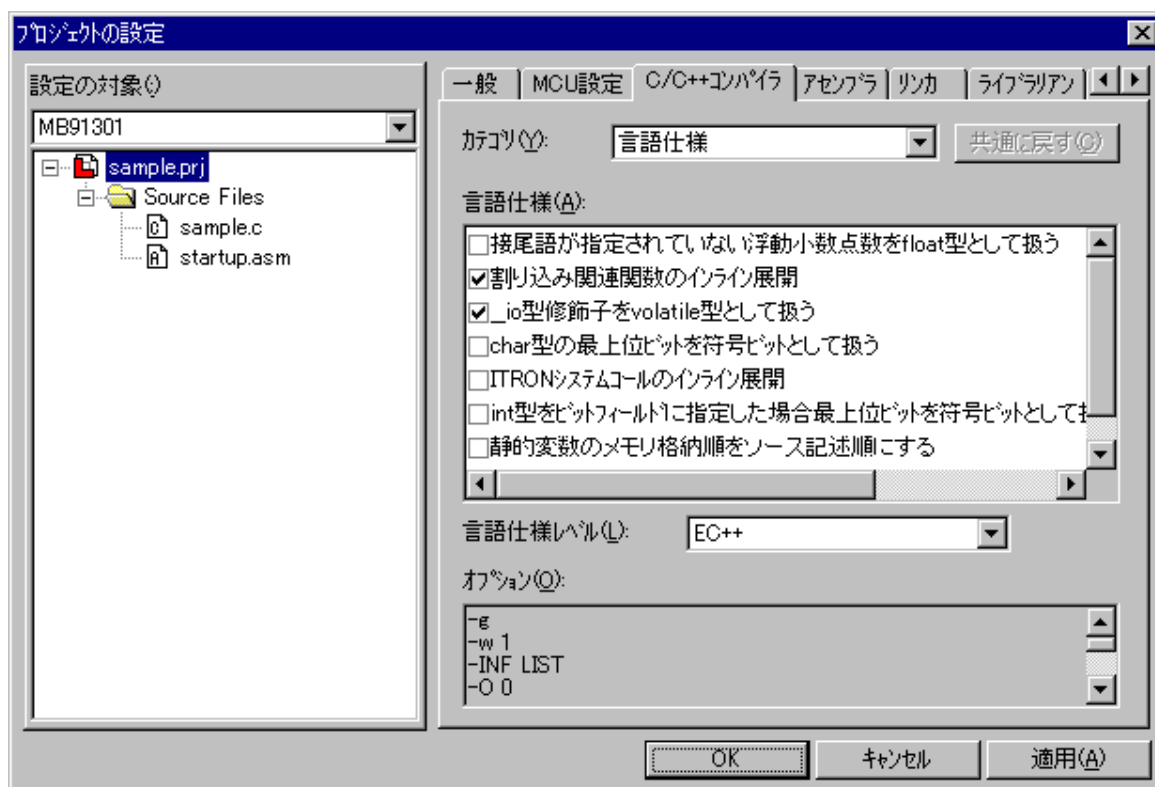 プロジェクトの設定
設定の対象(I)
MB91301
sample.prj
Source Files
sample.c
startup.asm
一般 MCU設定 C/C++コンパイラ アセンブラ リンカ ライブラリアン
カテゴリ(Y): 言語仕様 共通に戻す(C)
言語仕様(A):
接尾語が指定されていない浮動小数点数をfloat型として扱う
割り込み関連関数のインライン展開
_io型修飾子をvolatile型として扱う
char型の最上位ビットを符号ビットとして扱う
ITRONシステムコールのインライン展開
int型をビットフィールドに指定した場合最上位ビットを符号ビットとして
静的変数のメモリ格納順をソース記述順にする
言語仕様レベル(L): EC++
オプション(O):
-g
-w 1
-INF LIST
-O 0
OK キャンセル 適用(A)